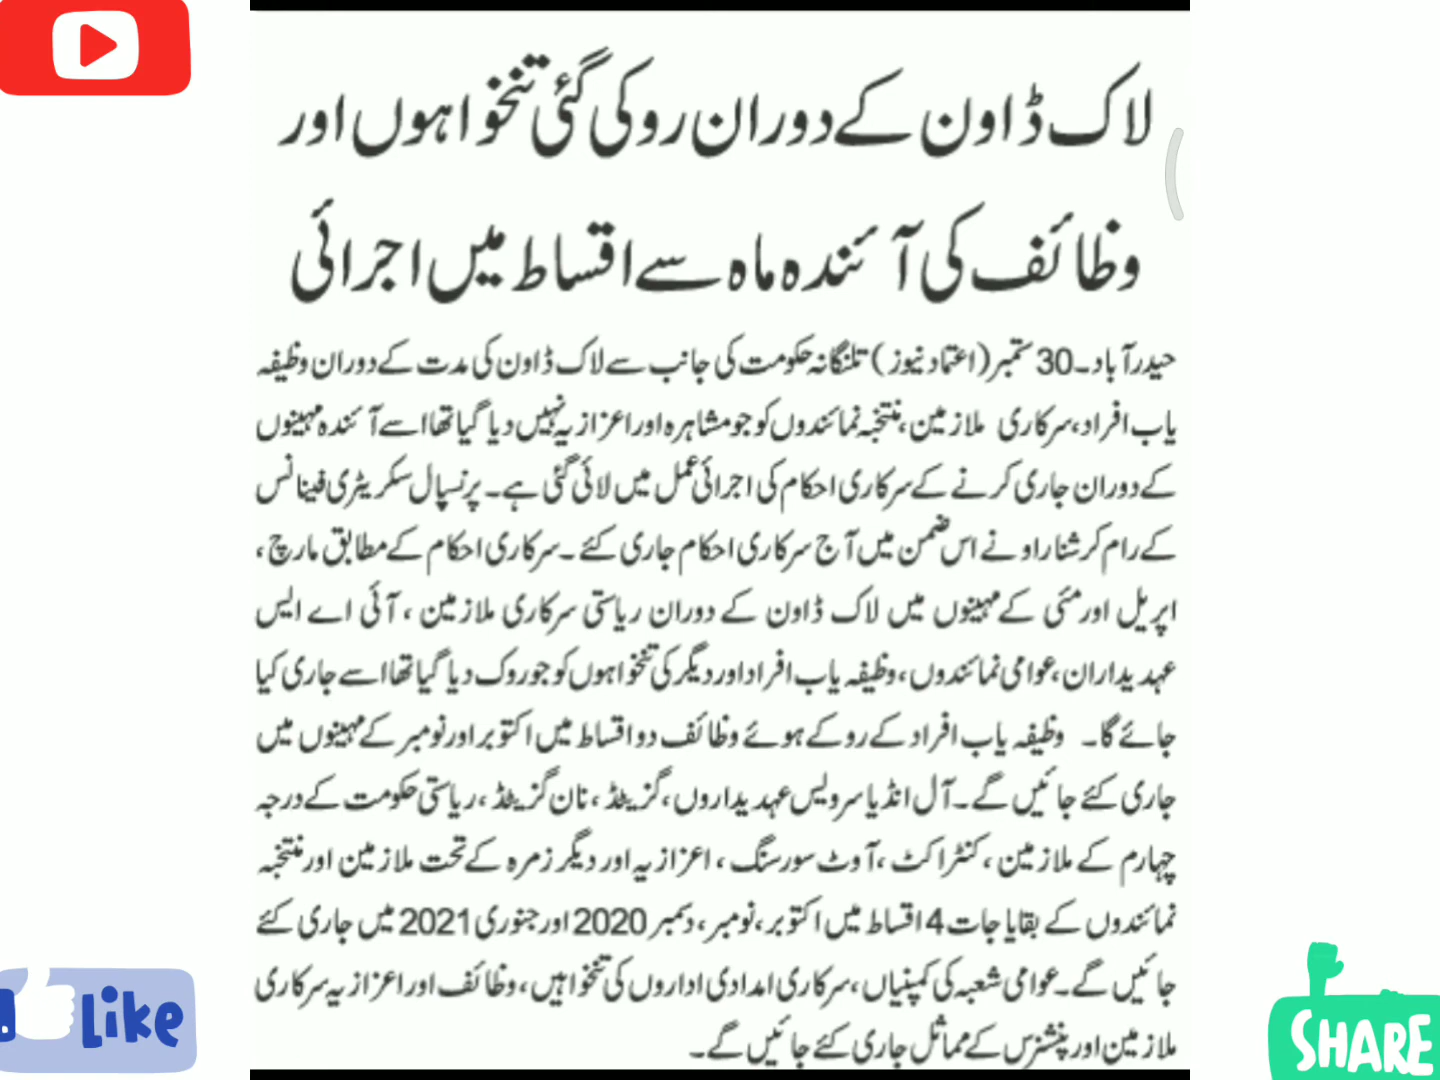 لاک ڈاون کے دوران روکی گئی تنخواہوں اور
وظائف کی آئندہ ماہ سے اقساط میں اجرائی
حیدرآباد۔30 ستمبر (اعتماد نیوز) تلنگانہ حکومت کی جانب سے لاک ڈاون کی مدت کے دوران وظیفہ
یاب افراد، سرکاری ملازمین، منتخبہ نمائندوں کو جو مشاہرہ اور اعزازیہ نہیں دیا گیا تھا اسے آئندہ مہینوں
کے دوران جاری کرنے کے سرکاری احکام کی اجرائی عمل میں لائی گئی ہے۔ پرنسپال سکریٹری فینانس
کے رام کرشنا راو نے اس ضمن میں آج سرکاری احکام جاری کئے۔ سرکاری احکام کے مطابق مارچ،
اپریل اور مئی کے مہینوں میں لاک ڈاون کے دوران ریاستی سرکاری ملازمین، آئی اے ایس
عہدیداران، عوامی نمائندوں، وظیفہ یاب افراد اور دیگر کی تنخواہوں کو جو روک دیا گیا تھا اسے جاری کیا
جائے گا۔ وظیفہ یاب افراد کے روکے ہوئے وظائف دو اقساط میں اکتوبر اور نومبر کے مہینوں میں
جاری کئے جائیں گے۔ آل انڈیا سرویس عہدیداروں، گزیٹڈ، نان گزیٹڈ، ریاستی حکومت کے درجہ
چہارم کے ملازمین، کنٹراکٹ، آوٹ سورسنگ، اعزازیہ اور دیگر زمرہ کے تحت ملازمین اور منتخبہ
نمائندوں کے بقایا جات 4 اقساط میں اکتوبر، نومبر، دسمبر 2020 اور جنوری 2021 میں جاری کئے
جائیں گے۔ عوامی شعبہ کی کمپنیاں، سرکاری امدادی اداروں کی تنخواہیں، وظائف اور اعزازیہ سرکاری
ملازمین اور پنشنرس کے مماثل جاری کئے جائیں گے۔
Like
SHARE